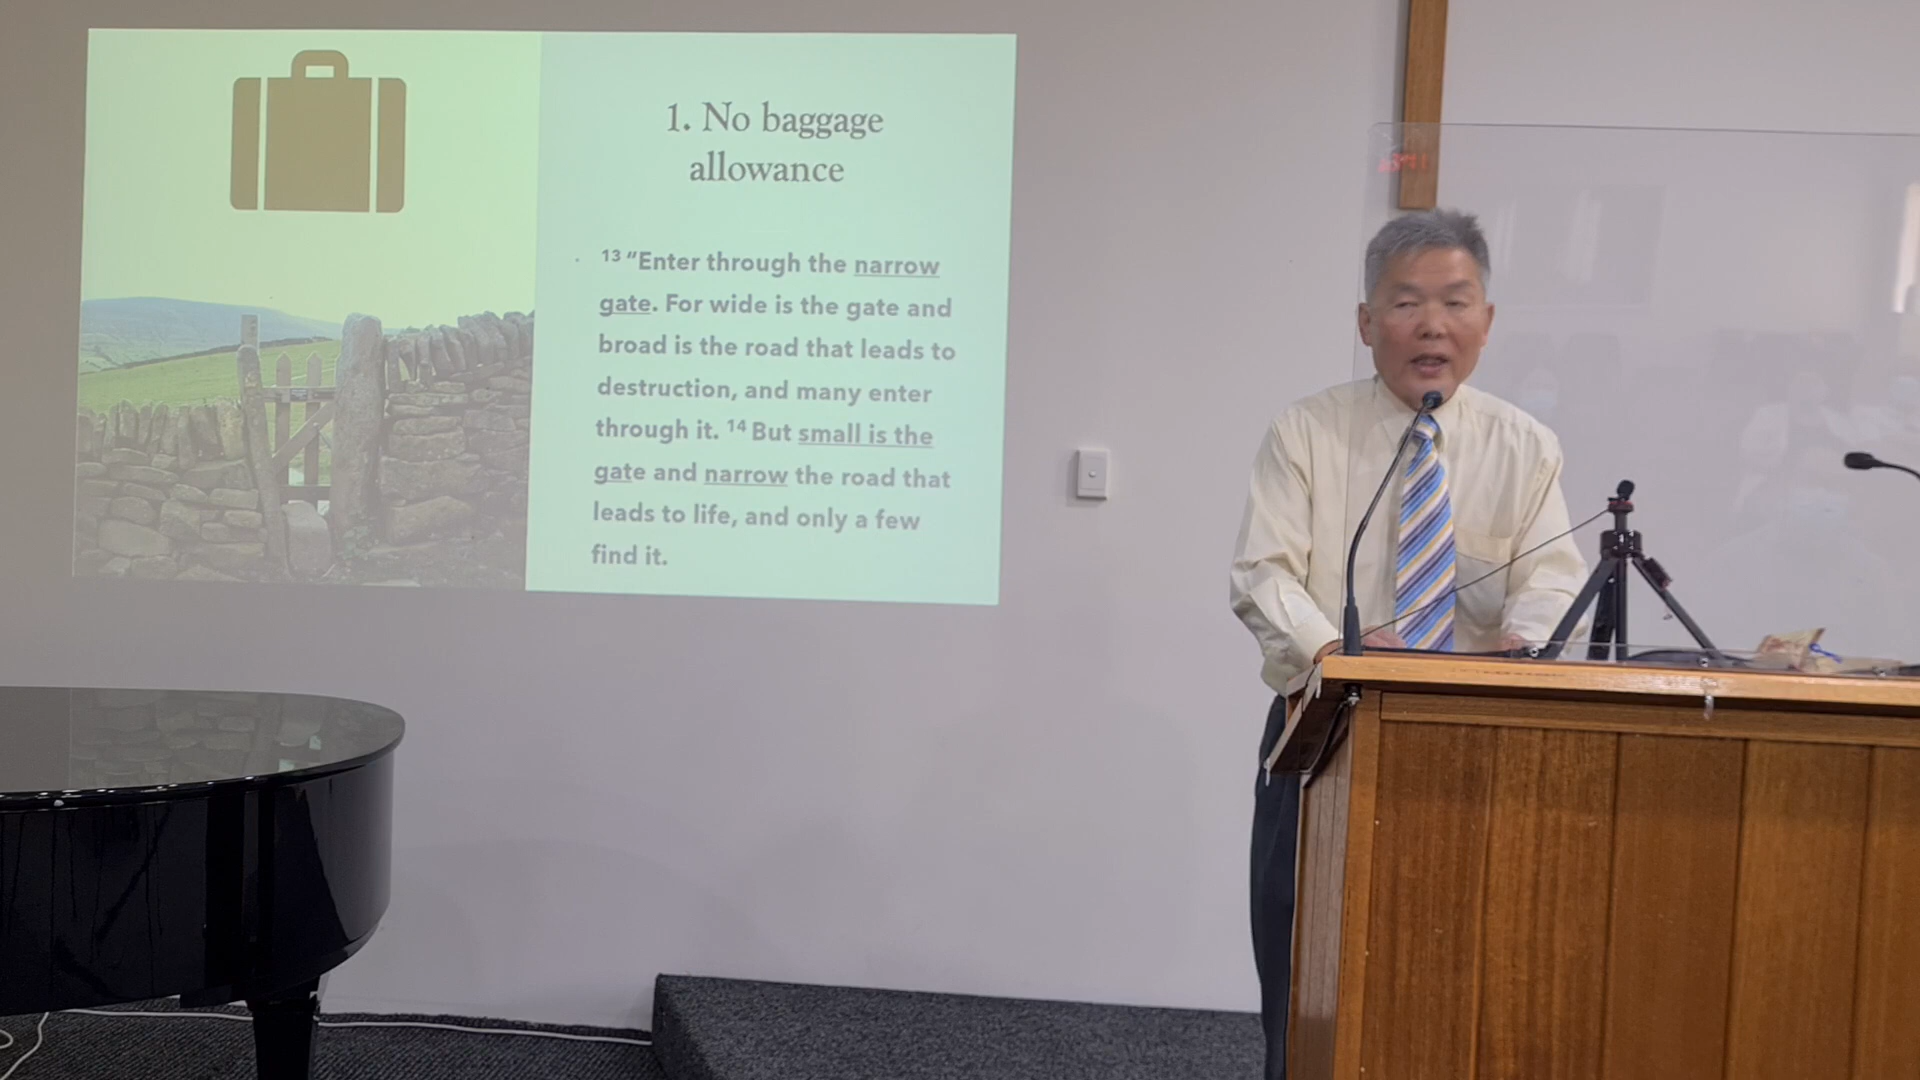 1. No baggage
allowance
13 "Enter through the narrow
gate. For wide is the gate and
broad is the road that leads to
destruction, and many enter
through it. 14 But small is the
gate and narrow the road that
leads to life, and only a few
find it.